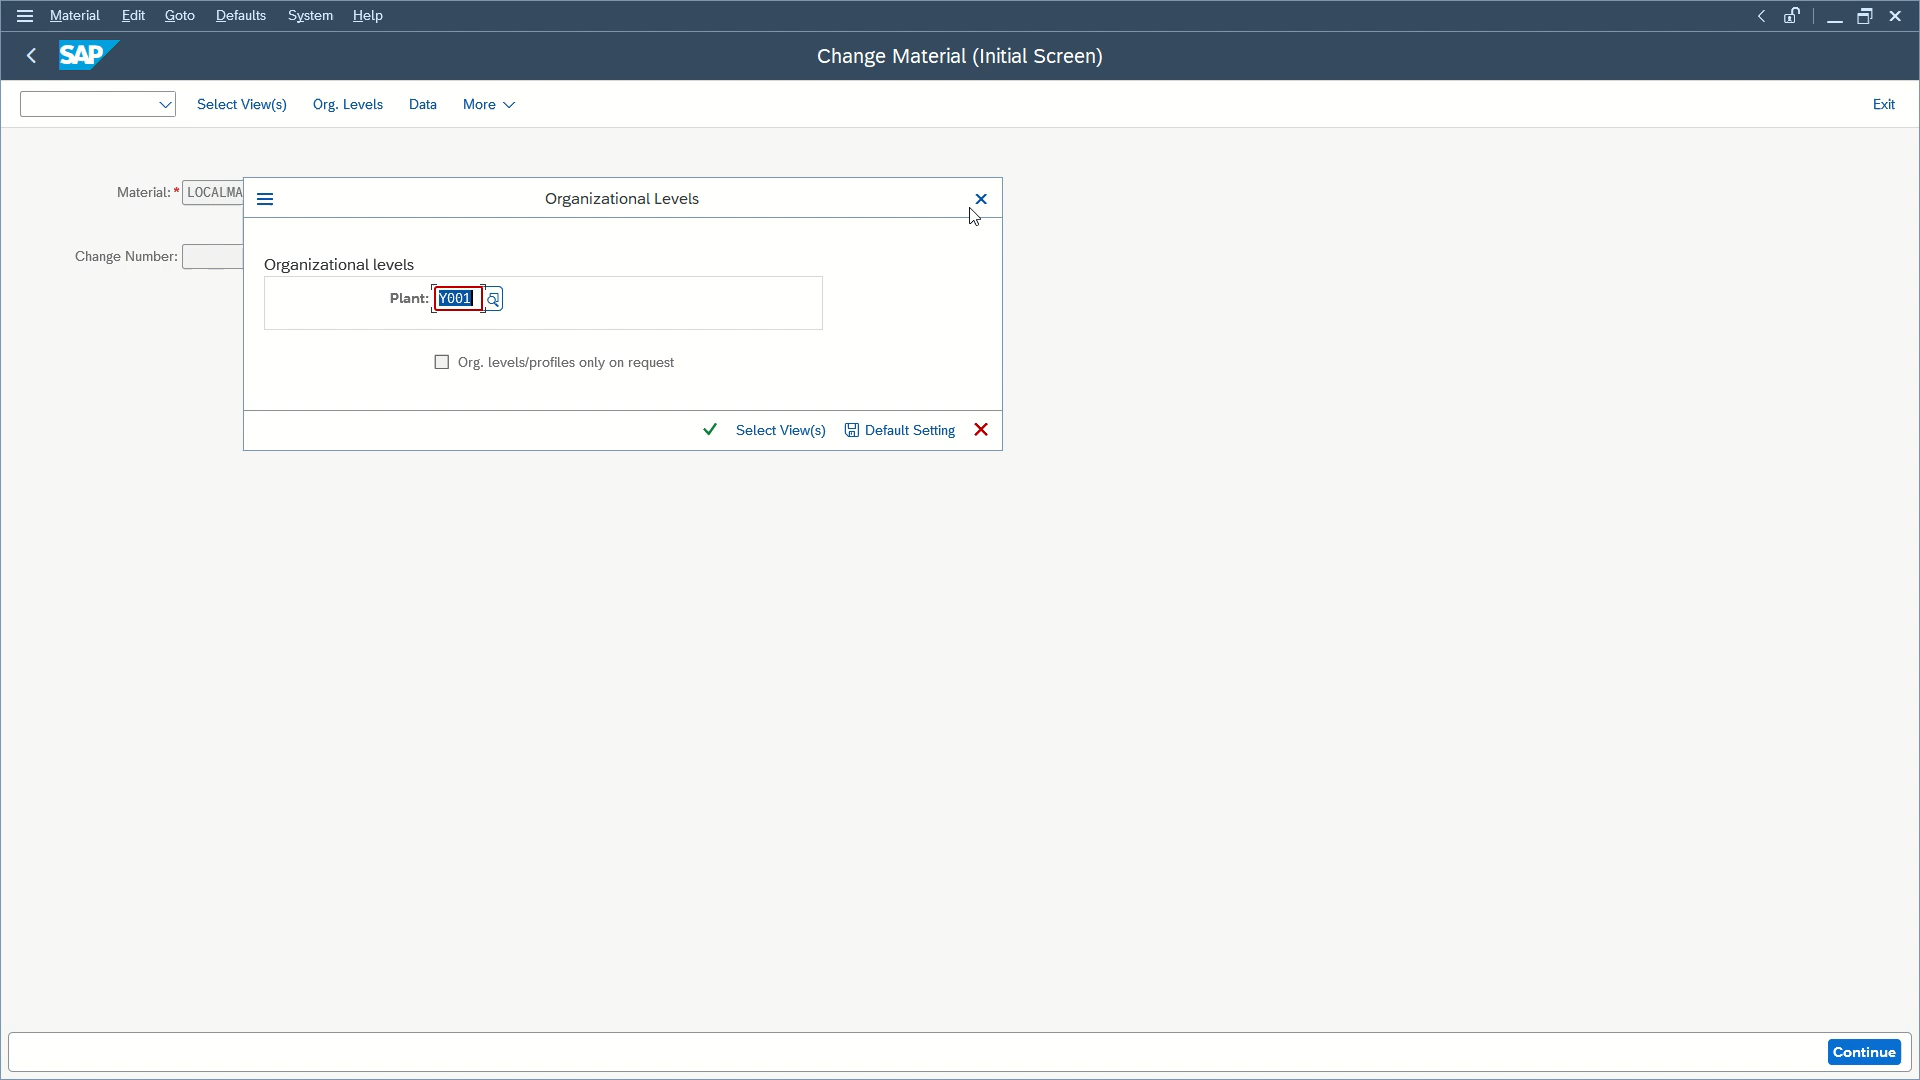 Material Edit Goto Defaults System Help
SAP Change Material (Initial Screen)
Select View(s) Org. Levels Data More Exit
Material: * LOCALMA
Organizational Levels
Change Number:
Organizational levels
Plant: Y001
Org. levels/profiles only on request
Select View(s) Default Setting
Continue